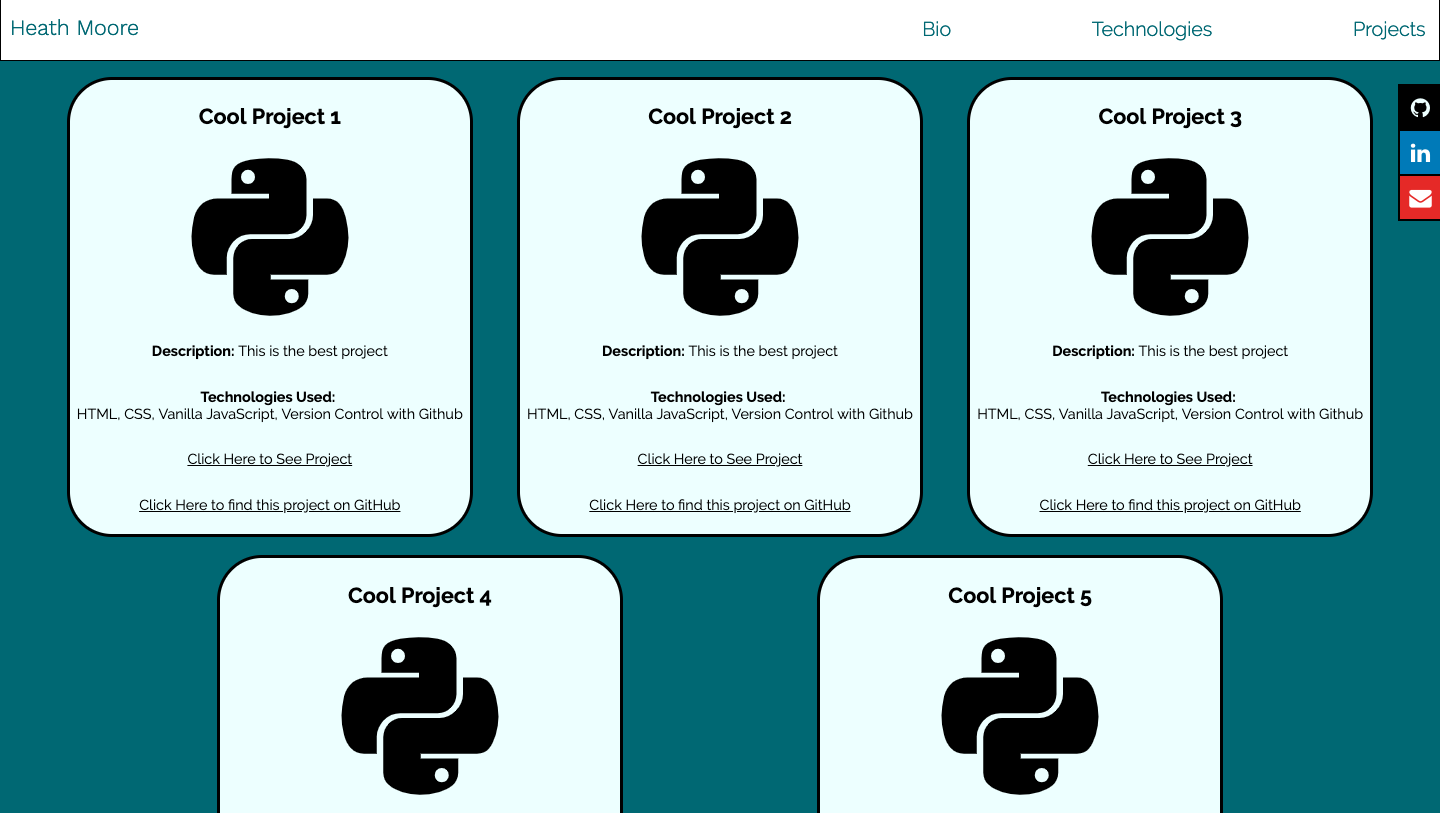 Heath Moore
Bio
Technologies
Projects
Cool Project 1
Cool Project 2
Cool Project 3
Description: This is the best project
Description: This is the best project
Description: This is the best project
Technologies Used:
HTML, CSS, Vanilla JavaScript, Version Control with Github
Technologies Used:
HTML, CSS, Vanilla JavaScript, Version Control with Github
Technologies Used:
HTML, CSS, Vanilla JavaScript, Version Control with Github
Click Here to See Project
Click Here to See Project
Click Here to See Project
Click Here to find this project on GitHub
Click Here to find this project on GitHub
Click Here to find this project on GitHub
in
Cool Project 4
Cool Project 5